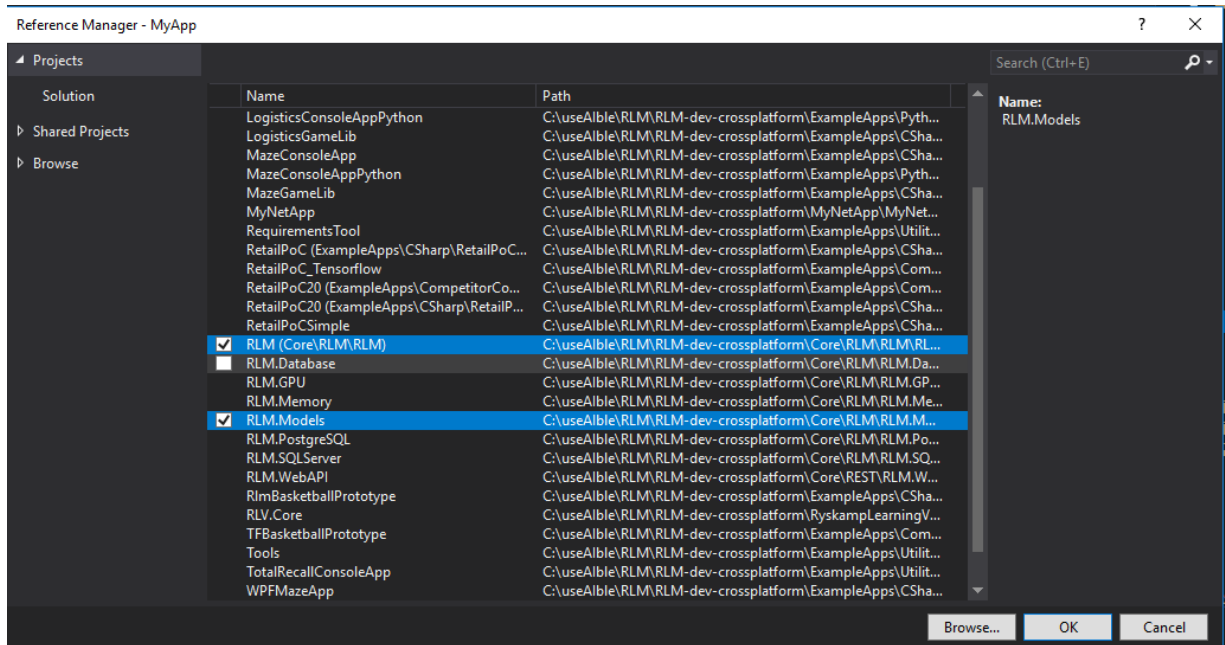 Reference Manager - MyApp
?
Projects
Search (Ctrl+E)
Solution
Shared Projects
Browse
Name Path
LogisticsConsoleAppPython C:\useAIble\RLM\RLM-dev-crossplatform\ExampleApps\Pyth...
LogisticsGameLib C:\useAIble\RLM\RLM-dev-crossplatform\ExampleApps\CSha...
MazeConsoleApp C:\useAIble\RLM\RLM-dev-crossplatform\ExampleApps\CSha...
MazeConsoleAppPython C:\useAIble\RLM\RLM-dev-crossplatform\ExampleApps\Pyth...
MazeGameLib C:\useAIble\RLM\RLM-dev-crossplatform\ExampleApps\CSha...
MyNetApp C:\useAIble\RLM\RLM-dev-crossplatform\MyNetApp\MyNet...
RequirementsTool C:\useAIble\RLM\RLM-dev-crossplatform\ExampleApps\Utilit...
RetailPoC (ExampleApps\CSharp\RetailPoC... C:\useAIble\RLM\RLM-dev-crossplatform\ExampleApps\CSha...
RetailPoC_Tensorflow C:\useAIble\RLM\RLM-dev-crossplatform\ExampleApps\Com...
RetailPoC20 (ExampleApps\CompetitorCo... C:\useAIble\RLM\RLM-dev-crossplatform\ExampleApps\Com...
RetailPoC20 (ExampleApps\CSharp\RetailP... C:\useAIble\RLM\RLM-dev-crossplatform\ExampleApps\CSha...
RetailPoCSimple C:\useAIble\RLM\RLM-dev-crossplatform\ExampleApps\CSha...
RLM (Core\RLM\RLM) C:\useAIble\RLM\RLM-dev-crossplatform\Core\RLM\RLM\RL...
RLM.Database C:\useAIble\RLM\RLM-dev-crossplatform\Core\RLM\RLM.Da...
RLM.GPU C:\useAIble\RLM\RLM-dev-crossplatform\Core\RLM\RLM.GP...
RLM.Memory C:\useAIble\RLM\RLM-dev-crossplatform\Core\RLM\RLM.Me...
RLM.Models C:\useAIble\RLM\RLM-dev-crossplatform\Core\RLM\RLM.M...
RLM.PostgreSQL C:\useAIble\RLM\RLM-dev-crossplatform\Core\RLM\RLM.Po...
RLM.SQLServer C:\useAIble\RLM\RLM-dev-crossplatform\Core\RLM\RLM.SQ...
RLM.WebAPI C:\useAIble\RLM\RLM-dev-crossplatform\Core\REST\RLM.W...
RlmBasketballPrototype C:\useAIble\RLM\RLM-dev-crossplatform\ExampleApps\CSha...
RLV.Core C:\useAIble\RLM\RLM-dev-crossplatform\RyskampLearningV...
TFBasketballPrototype C:\useAIble\RLM\RLM-dev-crossplatform\ExampleApps\Com...
Tools C:\useAIble\RLM\RLM-dev-crossplatform\ExampleApps\Utilit...
TotalRecallConsoleApp C:\useAIble\RLM\RLM-dev-crossplatform\ExampleApps\Utilit...
WPFMazeApp C:\useAIble\RLM\RLM-dev-crossplatform\ExampleApps\CSha...
Name:
RLM.Models
Browse... OK Cancel